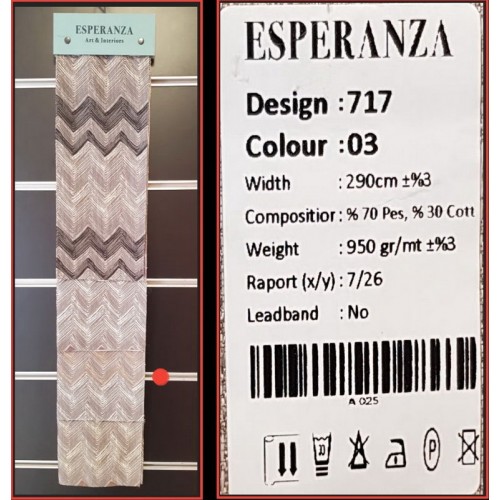 ESPERANZA
Art & Interiors
ESPERANZA
Design : 717
Colour : 03
Width : 290cm ±%3
Compositior : % 70 Pes, % 30 Cott
Weight : 950 gr/mt ±%3
Raport (x/y) : 7/26
Leadband : No
A 025
P